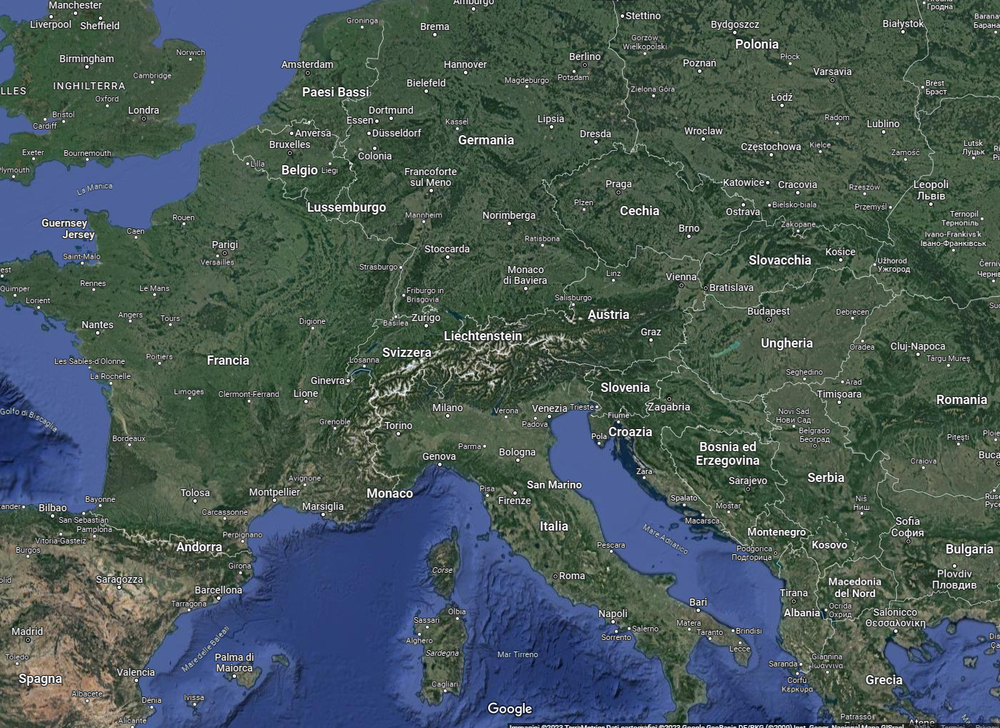 Manchester
Liverpool
Sheffield
Birmingham
Norwich
Cambridge
INGHILTERRA
LLES
Oxford
Londra
Bristol
Cardiff
Exeter
Bournemouth
Plymouth
La Manica
Guernsey
Jersey
Amburgo
Groninga
Brema
Stettino
Bydgoszcz
Białystok
Гродна
Барана
Gorzów
Wielkopolski
Polonia
Płock
Berlino
Potsdam
Hannover
Amsterdam
Paesi Bassi
Bielefeld
Magdeburgo
Poznań
Varsavia
Zielona Góra
Łódź
Brest
Брэст
Dortmund
Essen
Düsseldorf
Kassel
Lipsia
Germania
Dresda
Wroclaw
Radom
Lublino
Anversa
Bruxelles
Colonia
Lilla
Belgio
Liegi
Częstochowa
Kielce
Zamość
Lutsk
Луцьк
Francoforte
sul Meno
Praga
Katowice
Cracovia
Rzeszów
Leopoli
Львів
Lussemburgo
Mannheim
Norimberga
Plzen
Cechia
Ostrava
Bielsko-biala
Przemyśl
Ternopil
Тернопіль
Rouen
Caen
Parigi
Versailles
Saint-Malo
Stoccarda
Ratisbona
Brno
Zakopane
Ivano-Frankivs'k
Івано-Франківськ
Strasburgo
Slovacchia
Košice
Užhorod
Ужгород
Quimper
Lorient
Rennes
Le Mans
Monaco
di Baviera
Linz
Vienna
Bratislava
Friburgo in
Brisgovia
Salisburgo
Angers
Tours
Nantes
Digione
Basilea
Zurigo
Austria
Budapest
Debrecen
Liechtenstein
Graz
Ungheria
Oradea
Cluj-Napoca
Târgu Mureș
Les Sables-d'Olonne
Poitiers
Francia
Svizzera
Losanna
La Rochelle
Ginevra
Seghedino
Arad
Timișoara
Romania
Limoges
Clermont-Ferrand
Lione
Slovenia
Golfo di Biscaglia
Milano
Verona
Venezia
Trieste
Zagabria
Padova
Fiume
Novi Sad
Нови Сад
Grenoble
Torino
Pola
Croazia
Belgrado
Београд
Pitești
Bordeaux
Parma
Bologna
Genova
Bosnia ed
Erzegovina
Craiova
Avignone
Zara
Sarajevo
Serbia
Tolosa
Montpellier
Monaco
Pisa
San Marino
Firenze
Spalato
Mostar
Niš
Ниш
Bayonne
Bilbao
San Sebastián
Pamplona
Vitoria-Gasteiz
Burgos
Carcassonne
Marsiglia
Perpignano
Andorra
Italia
Macarsca
Mare Adriatico
Montenegro
Kosovo
Sofia
София
Podgorica
Подгорица
Bulgaria
Girona
Pescara
Corse
Saragozza
Barcellona
Tarragona
Roma
Macedonia
del Nord
Plovdiv
Пловдив
Tirana
Albania
Ocrida
Охрид
Salonicco
Θεσσαλονίκη
Olbia
Sassari
Alghero
Napoli
Salerno
Sorrento
Bari
Matera
Taranto
Brindisi
Lecce
Madrid
Toledo
Mare delle Baleari
Sardegna
Mar Tirreno
Palma di
Maiorca
Spagna
Valencia
Saranda
Giannina
Ιωάννινα
Corfù
Κέρκυρα
Grecia
Cagliari
Albacete
Dénia
Ivissa
Alicante
Google
Patrasso
Atene